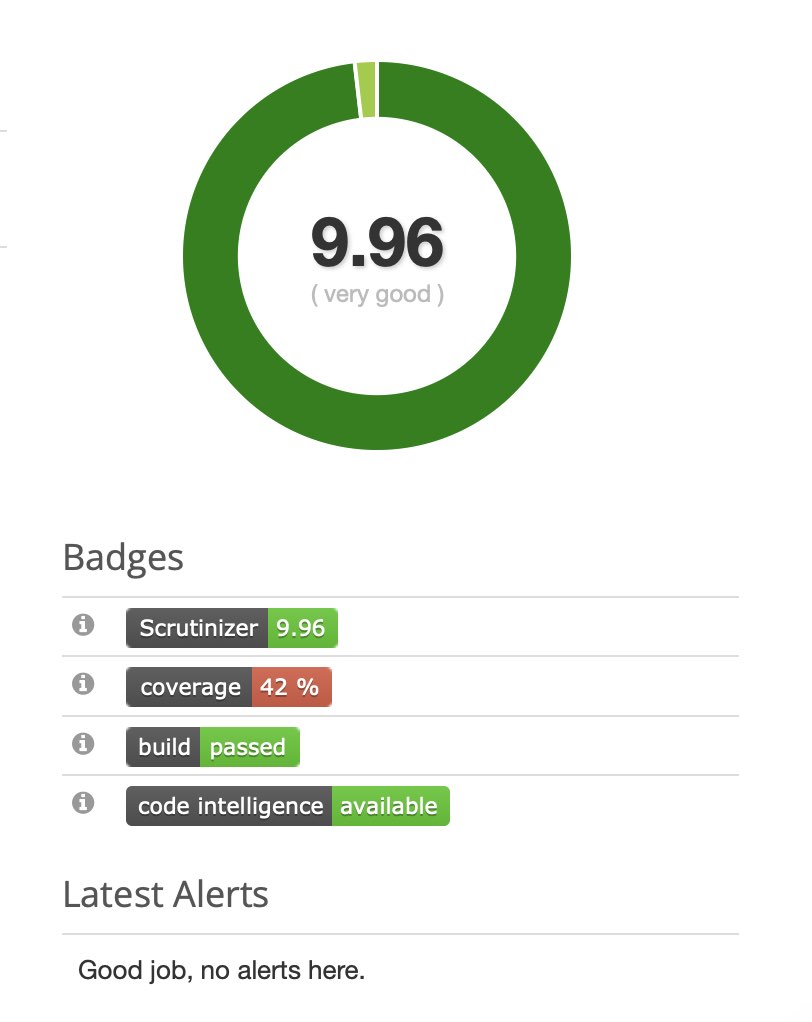 9.96
( very good )
Badges
Scrutinizer 9.96
coverage 42 %
build passed
code intelligence available
Latest Alerts
Good job, no alerts here.